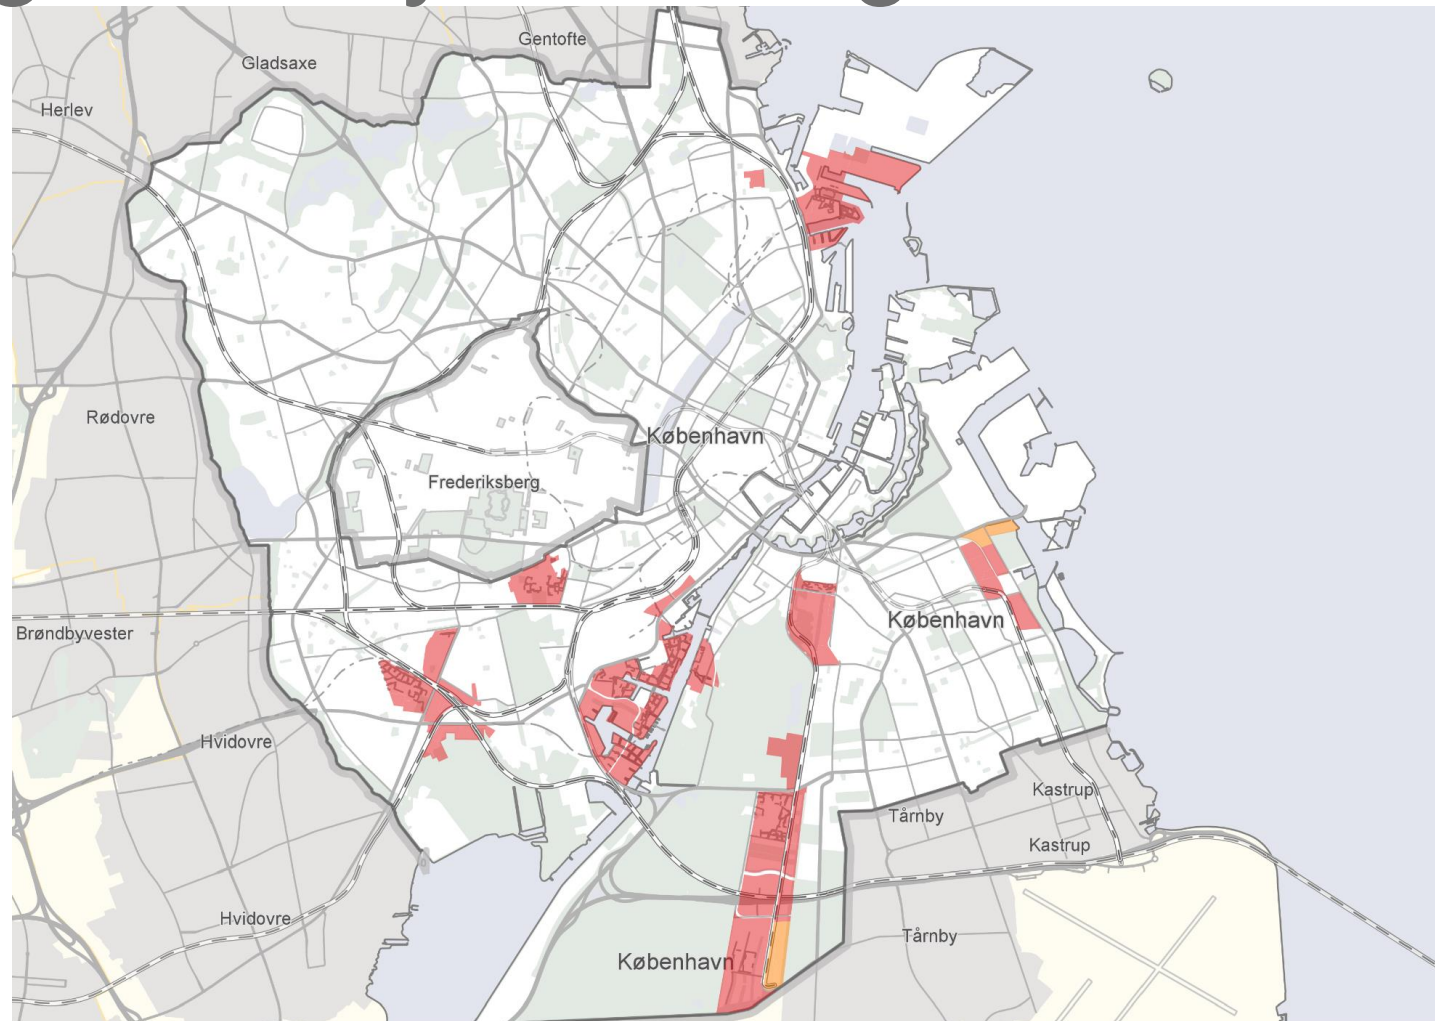 Gentofte
Gladsaxe
Herlev
Rødovre
København
Frederiksberg
Brøndbyvester
København
Hvidovre
Kastrup
Tårnby
Kastrup
Hvidovre
Tårnby
København